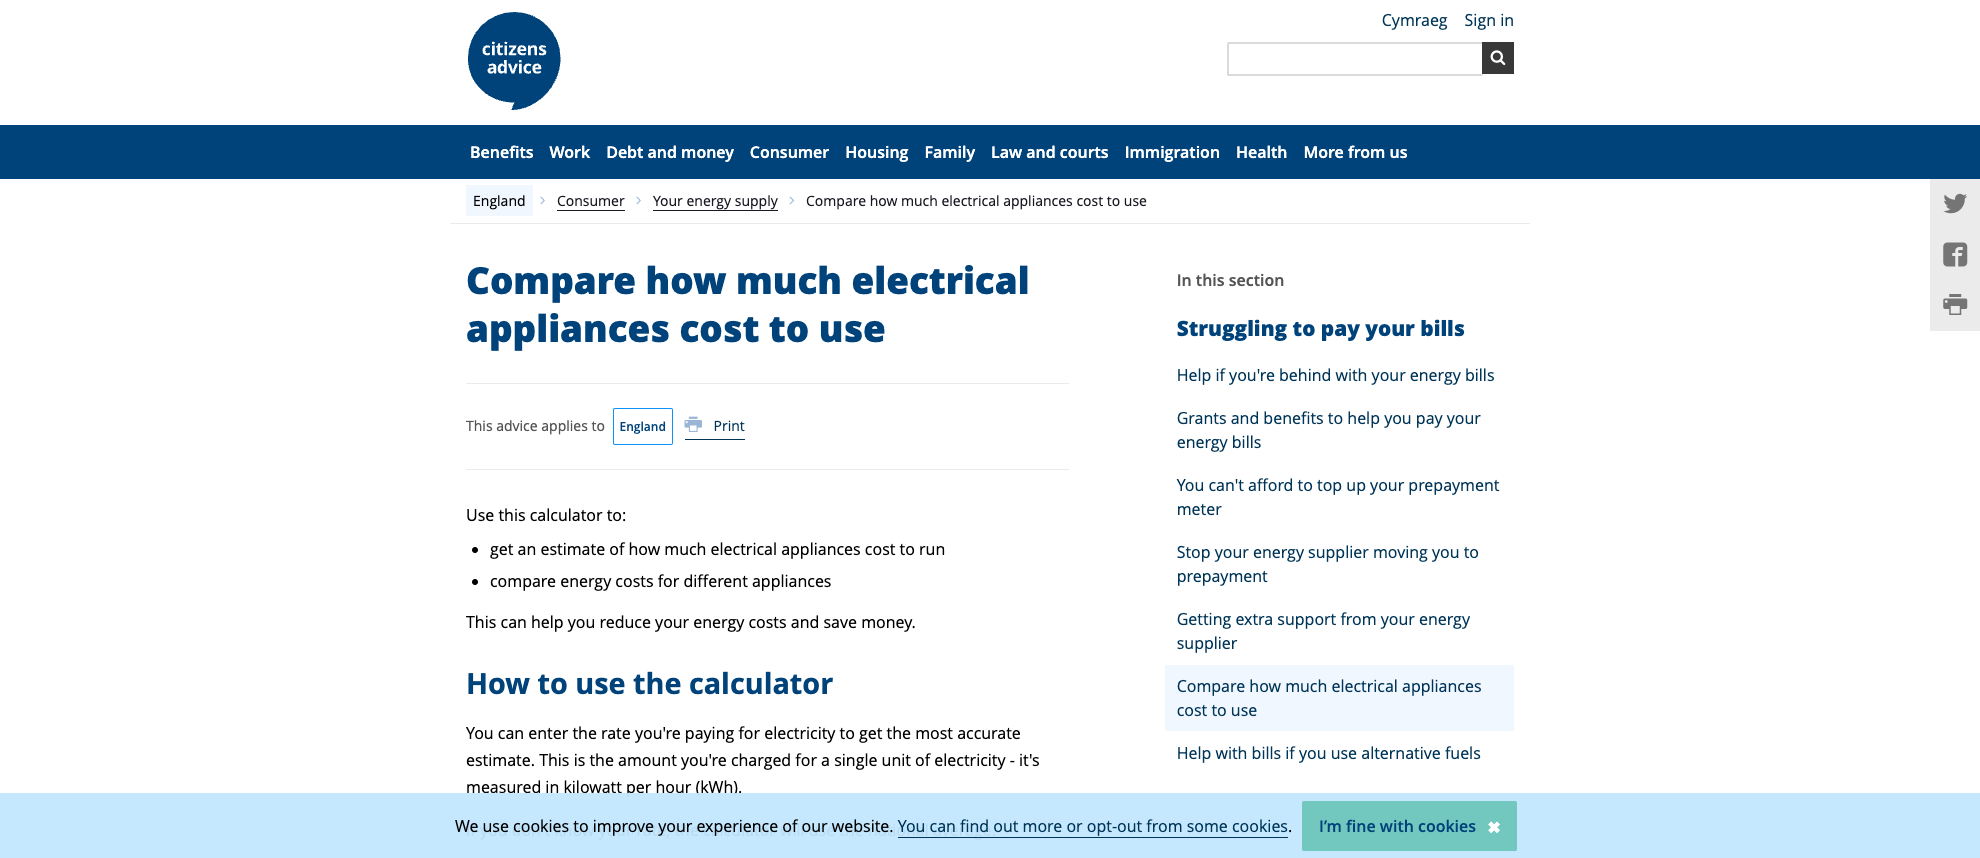 citizens
advice
Cymraeg Sign in
Benefits Work Debt and money Consumer Housing Family Law and courts Immigration Health More from us
England Consumer Your energy supply Compare how much electrical appliances cost to use
Compare how much electrical
appliances cost to use
This advice applies to England Print
Use this calculator to:
• get an estimate of how much electrical appliances cost to run
• compare energy costs for different appliances
This can help you reduce your energy costs and save money.
How to use the calculator
You can enter the rate you're paying for electricity to get the most accurate
estimate. This is the amount you're charged for a single unit of electricity - it's
measured in kilowatt per hour (kWh).
In this section
Struggling to pay your bills
Help if you're behind with your energy bills
Grants and benefits to help you pay your
energy bills
You can't afford to top up your prepayment
meter
Stop your energy supplier moving you to
prepayment
Getting extra support from your energy
supplier
Compare how much electrical appliances
cost to use
Help with bills if you use alternative fuels
We use cookies to improve your experience of our website. You can find out more or opt-out from some cookies. I'm fine with cookies ✖